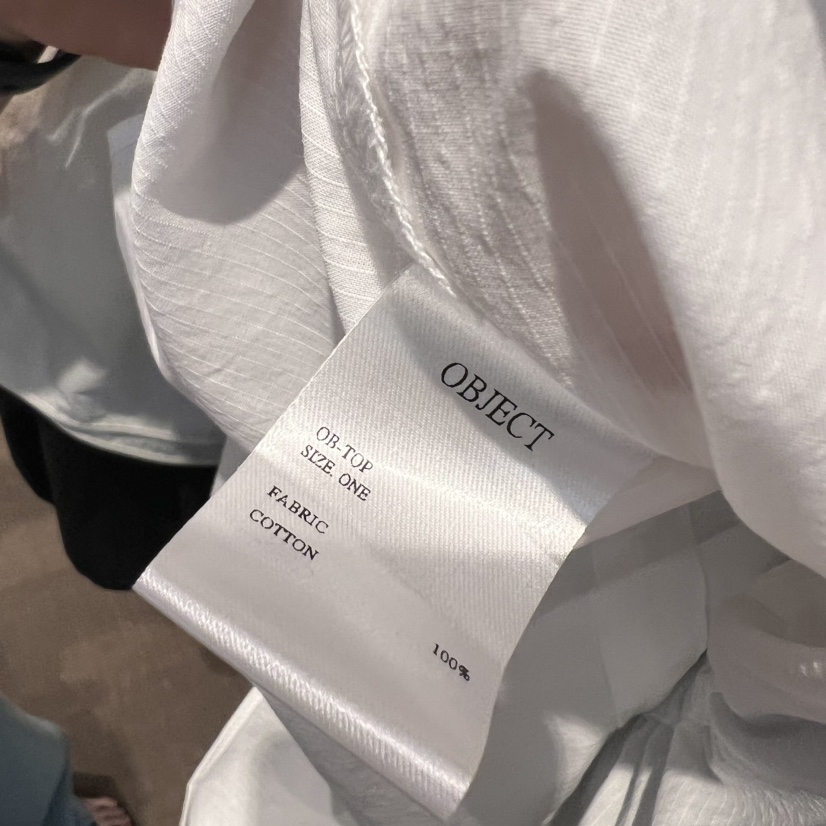 OBJECT
OB-TOP
SIZE. ONE
FABRIC
COTTON
100%